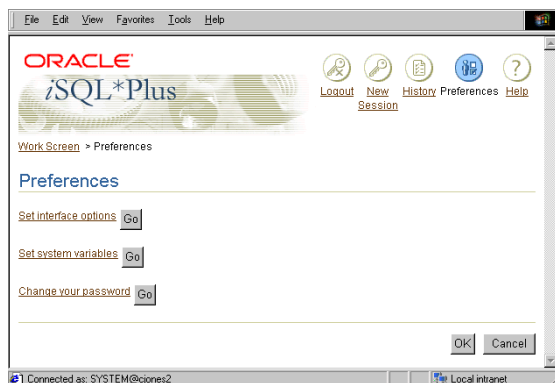 File Edit View Favorites Tools Help
ORACLE
iSQL*Plus
Logout New Session History Preferences Help
Work Screen > Preferences
Preferences
Set interface options Go
Set system variables Go
Change your password Go
OK Cancel
Connected as: SYSTEM@cjones2 Local intranet